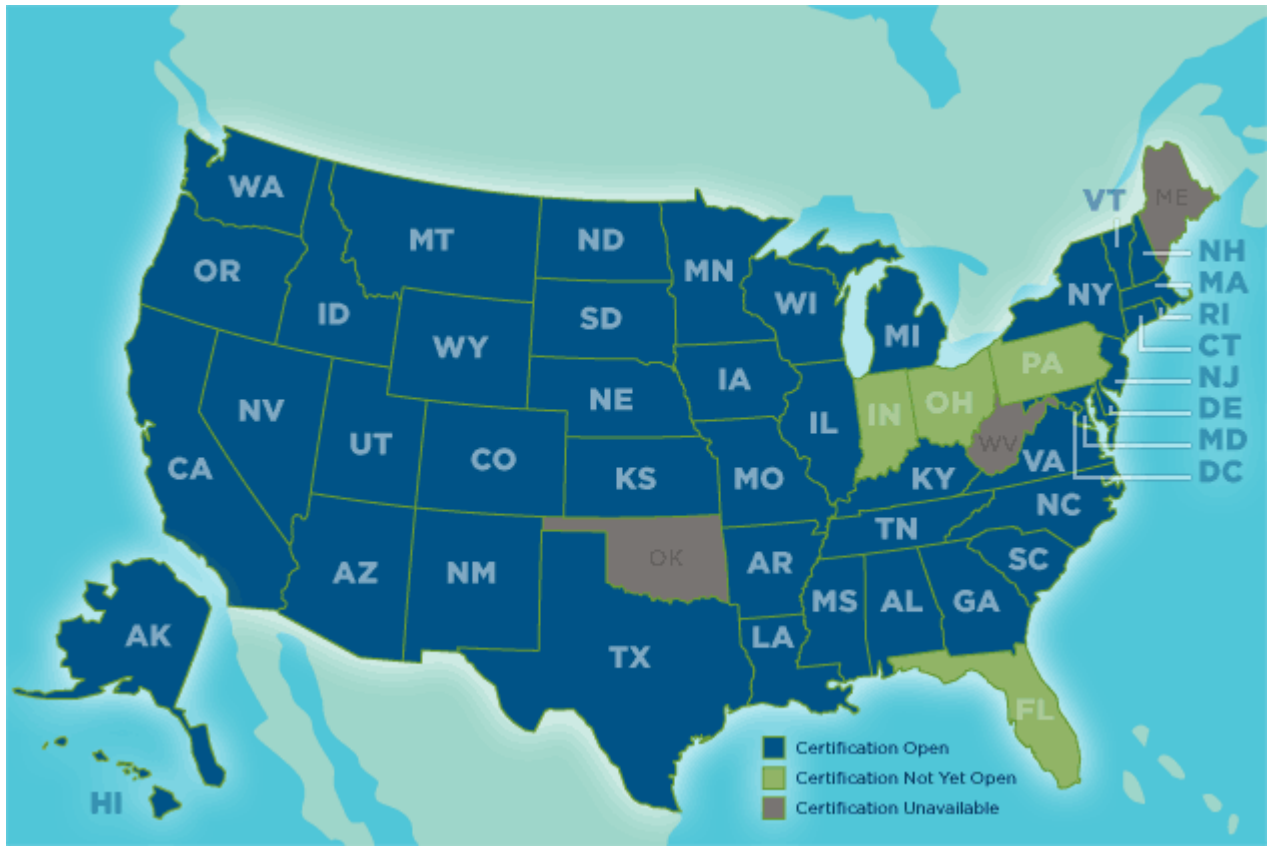 WA
MT
ND
MN
VT
ME
OR
ID
SD
WI
NY
NH
MA
WY
MI
RI
CT
NV
UT
NE
IA
PA
NJ
CA
CO
KS
MO
IL
IN
OH
DE
WV
VA
MD
KY
DC
AZ
NM
OK
AR
TN
NC
SC
MS
AL
GA
AK
TX
LA
FL
HI
Certification Open
Certification Not Yet Open
Certification Unavailable